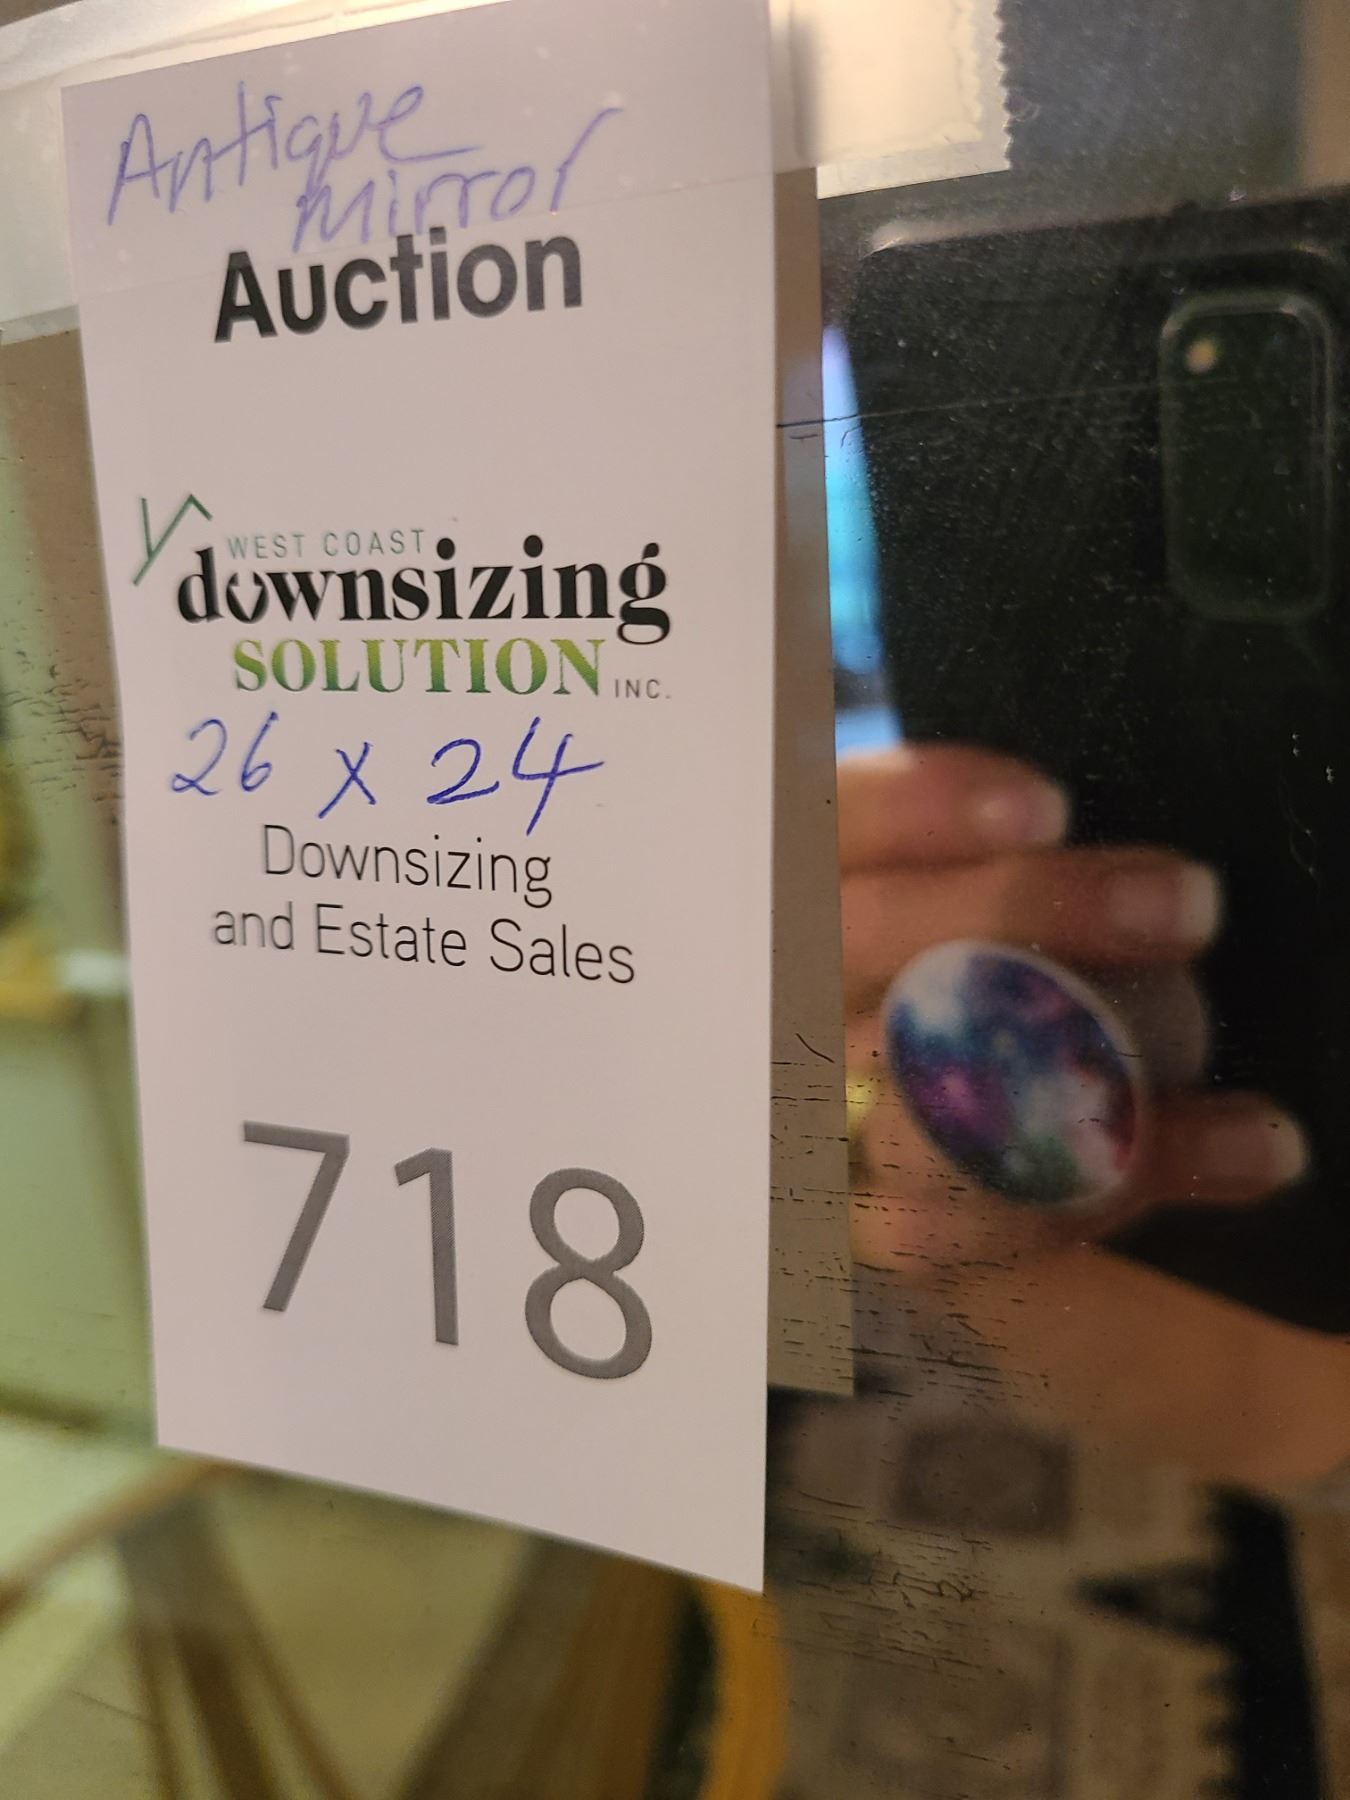 Antique
mirror
Auction
WEST COAST
downsizing
SOLUTION INC.
26 x 24
Downsizing
and Estate Sales
718